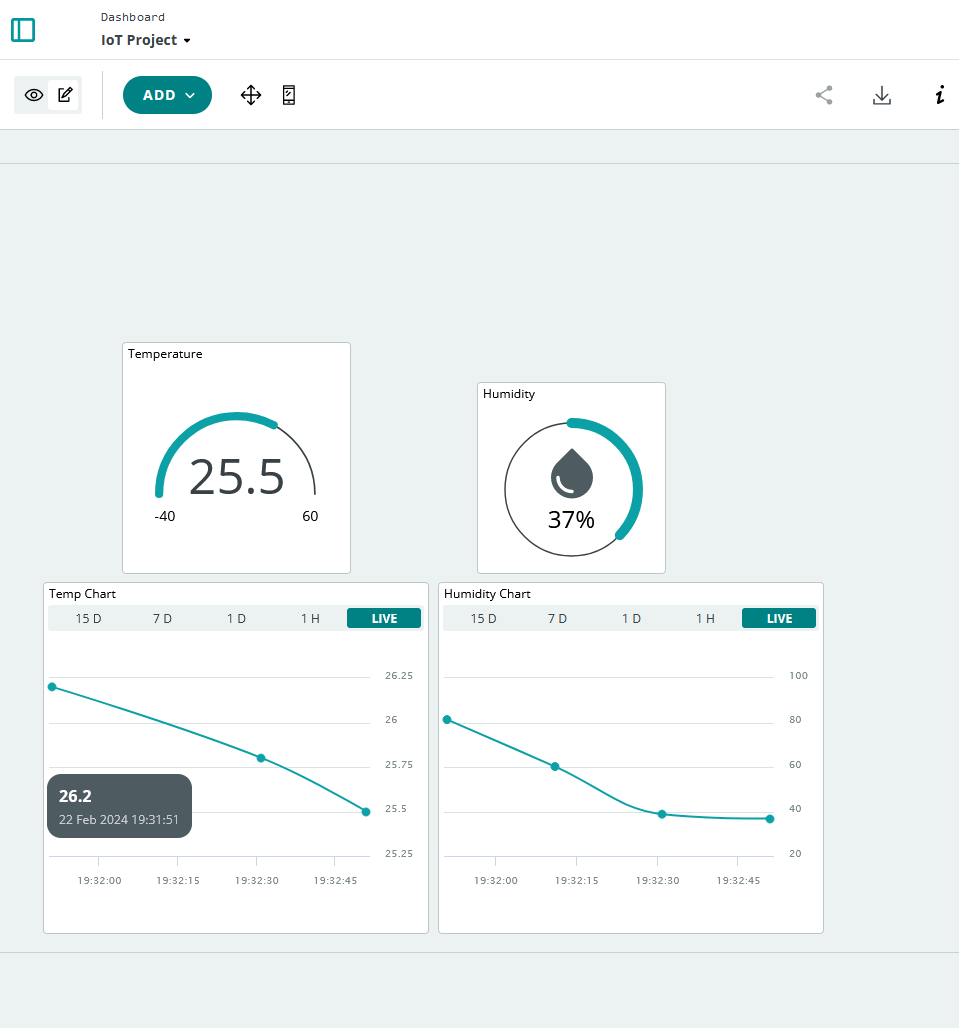 Dashboard
IoT Project
ADD
Temperature
25.5
-40 60
Humidity
37%
Temp Chart
15 D 7 D 1 D 1 H LIVE
26.25
26
25.75
25.5
25.25
26.2
22 Feb 2024 19:31:51
19:32:00 19:32:15 19:32:30 19:32:45
Humidity Chart
15 D 7 D 1 D 1 H LIVE
100
80
60
40
20
19:32:00 19:32:15 19:32:30 19:32:45